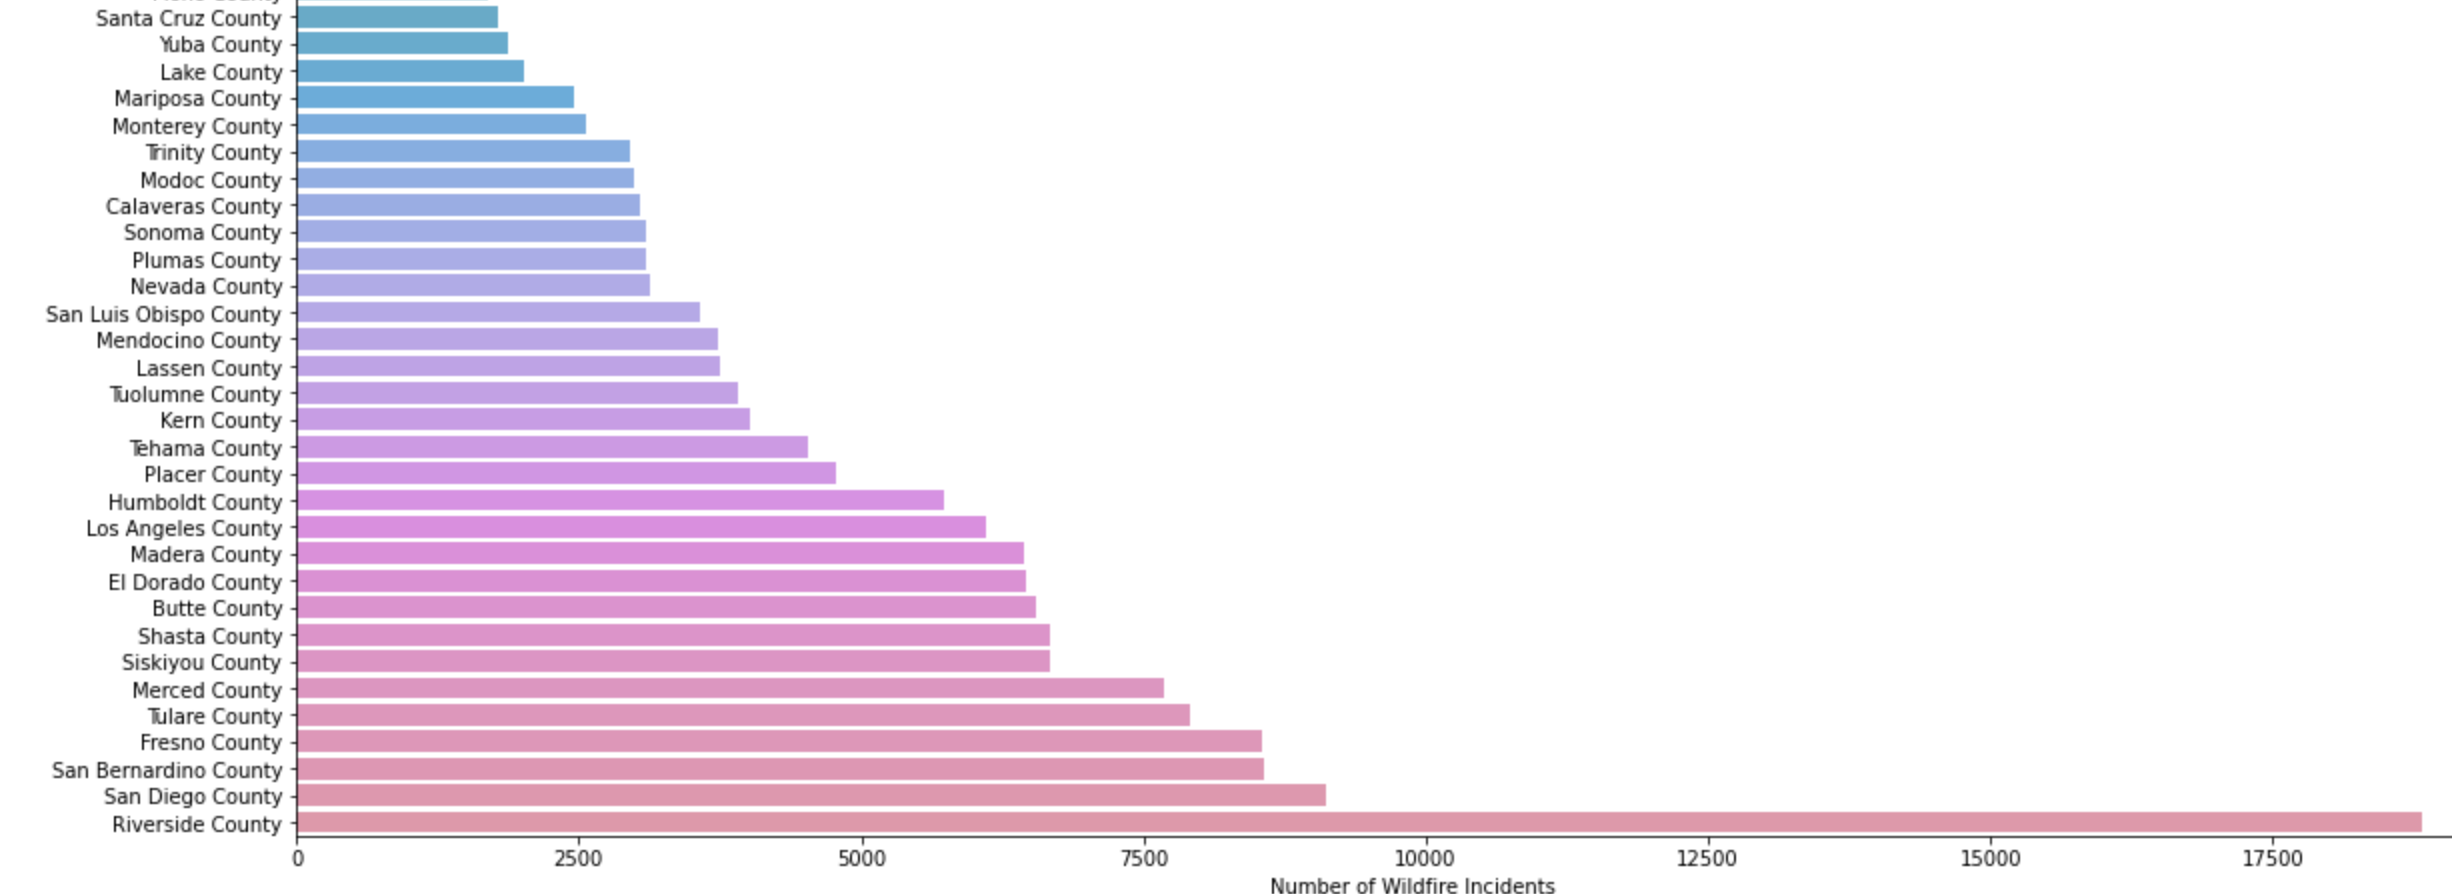 Santa Cruz County
Yuba County
Lake County
Mariposa County
Monterey County
Trinity County
Modoc County
Calaveras County
Sonoma County
Plumas County
Nevada County
San Luis Obispo County
Mendocino County
Lassen County
Tuolumne County
Kern County
Tehama County
Placer County
Humboldt County
Los Angeles County
Madera County
El Dorado County
Butte County
Shasta County
Siskiyou County
Merced County
Tulare County
Fresno County
San Bernardino County
San Diego County
Riverside County
0 2500 5000 7500 10000 12500 15000 17500
Number of Wildfire Incidents